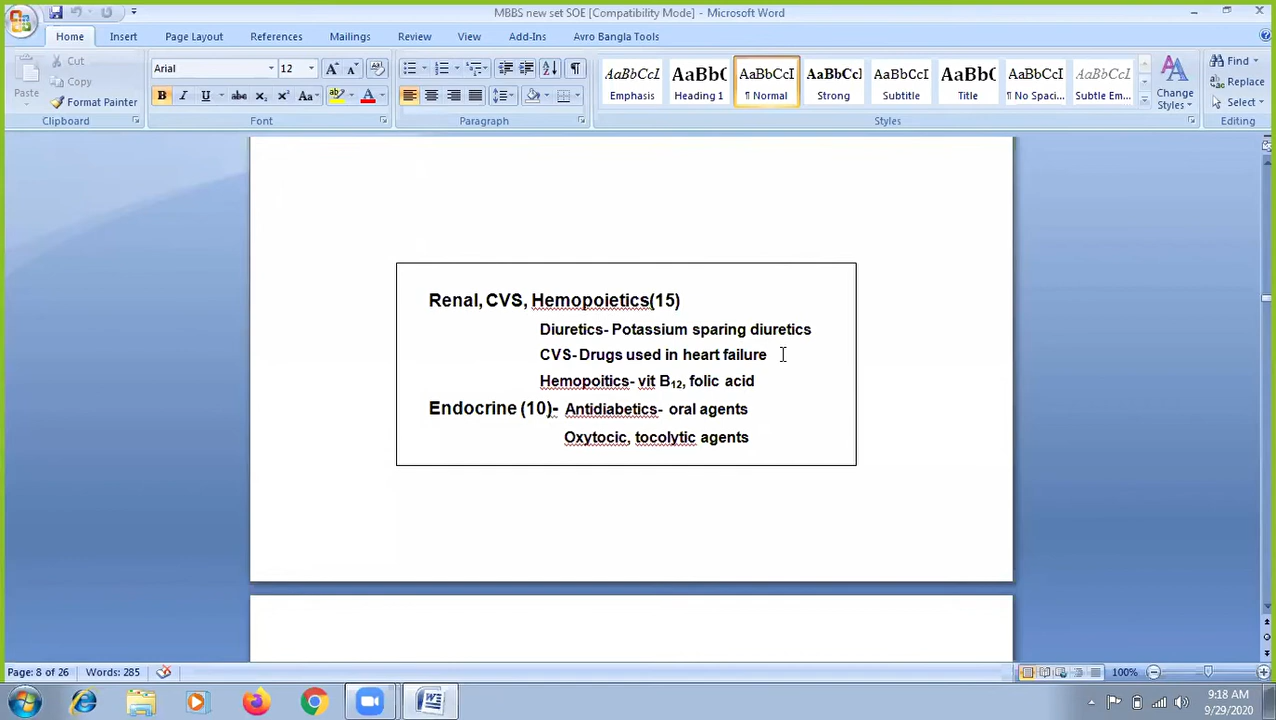 MBBS new set SOE [Compatibility Mode] - Microsoft Word
Home Insert Page Layout References Mailings Review View Add-Ins Avro Bangla Tools
Paste Cut Copy Format Painter
Arial 12
AaBbCcI AaBbC AaBbCcI AaBbCcl AaBbCcI AaBbC AaBbCcI AaBbCcI
Emphasis Heading 1 ¶ Normal Strong Subtitle Title ¶ No Spaci... Subtle Em...
Change Styles
Find Replace Select
Clipboard Font Paragraph Styles Editing
Renal, CVS, Hemopoietics(15)
Diuretics- Potassium sparing diuretics
CVS- Drugs used in heart failure
Hemopoitics- vit B₁₂, folic acid
Endocrine (10)- Antidiabetics- oral agents
Oxytocic, tocolytic agents
Page: 8 of 26 Words: 285 100%
9:18 AM
9/29/2020